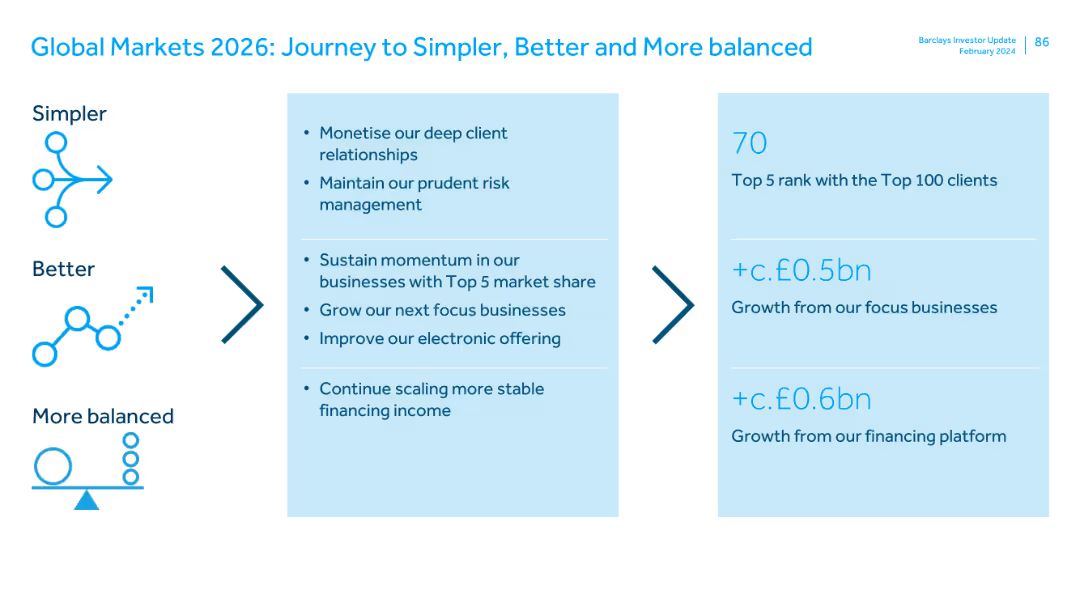 Global Markets 2026: Journey to Simpler, Better and More balanced
Barclays Investor Update
February 2024
86
Simpler
• Monetise our deep client
relationships
• Maintain our prudent risk
management
70
Top 5 rank with the Top 100 clients
Better
• Sustain momentum in our
businesses with Top 5 market share
• Grow our next focus businesses
• Improve our electronic offering
+c.£0.5bn
Growth from our focus businesses
More balanced
• Continue scaling more stable
financing income
+c.£0.6bn
Growth from our financing platform